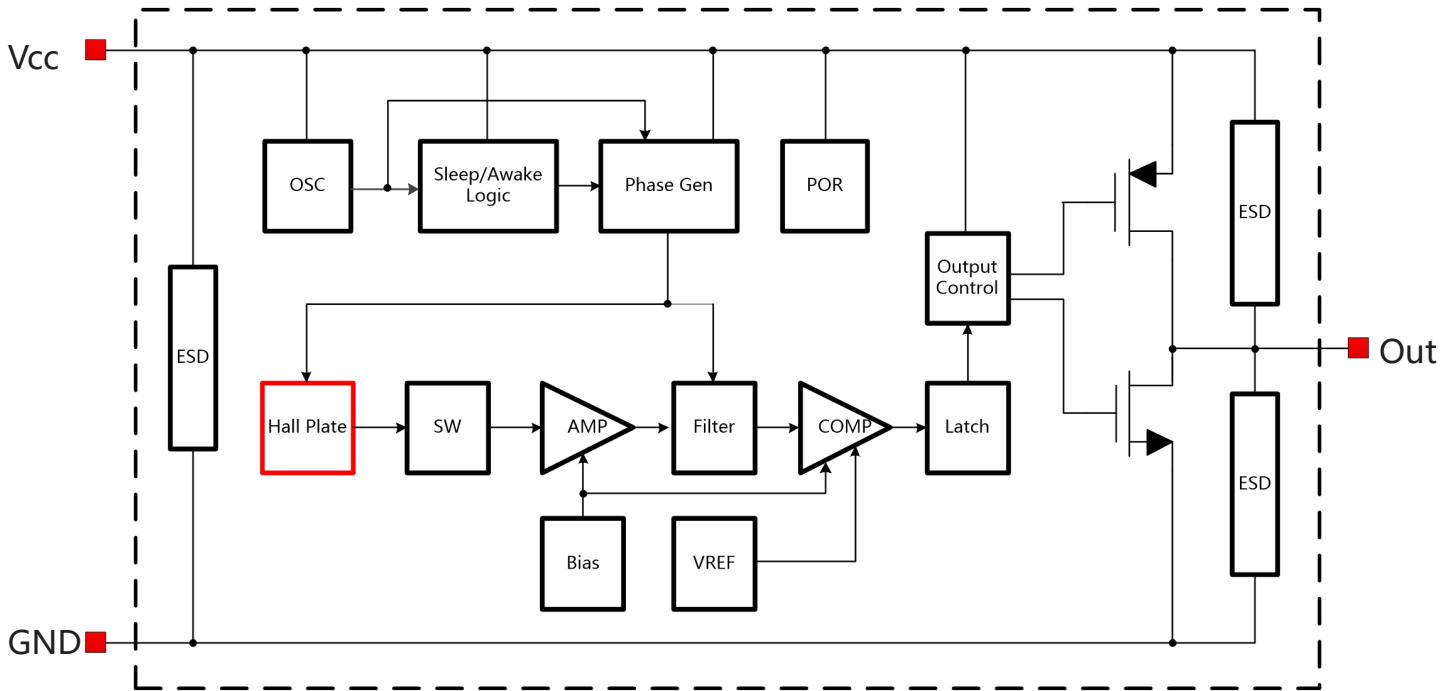 Vcc
OSC
Sleep/Awake
Logic
Phase Gen
POR
ESD
Output
Control
ESD
Out
Hall Plate
SW
AMP
Filter
COMP
Latch
ESD
Bias
VREF
GND